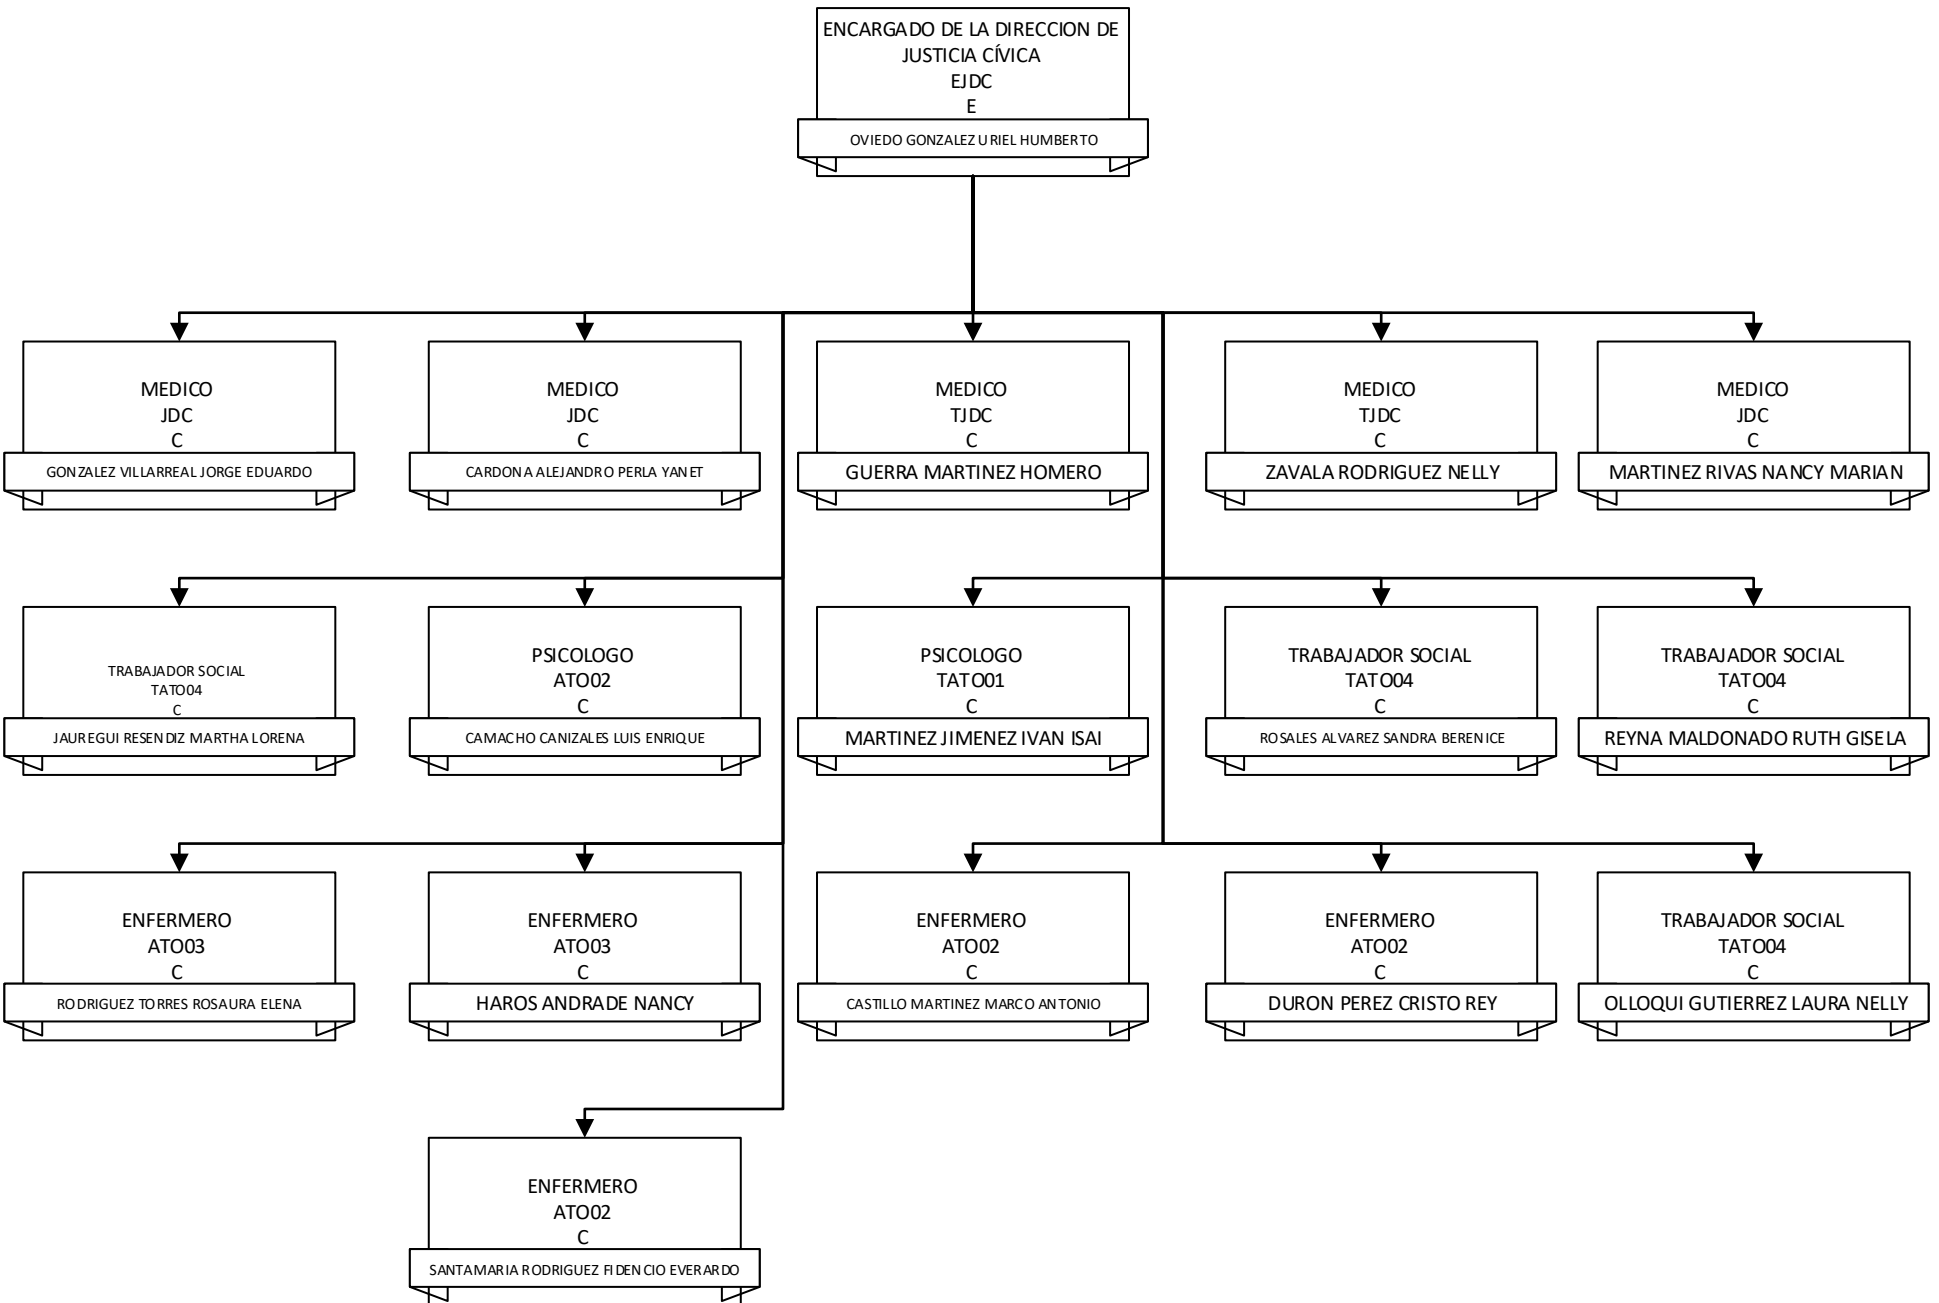 ENCARGADO DE LA DIRECCION DE
JUSTICIA CÍVICA
EJDC
E
OVIEDO GONZALEZ URIEL HUMBERTO
MEDICO
JDC
C
GONZALEZ VILLARREAL JORGE EDUARDO
MEDICO
JDC
C
CARDONA ALEJANDRO PERLA YANET
MEDICO
TJDC
C
GUERRA MARTINEZ HOMERO
MEDICO
TJDC
C
ZAVALA RODRIGUEZ NELLY
MEDICO
JDC
C
MARTINEZ RIVAS NANCY MARIAN
TRABAJADOR SOCIAL
TATO04
C
JAUREGUI RESENDIZ MARTHA LORENA
PSICOLOGO
ATO02
C
CAMACHO CANIZALES LUIS ENRIQUE
PSICOLOGO
TATO01
C
MARTINEZ JIMENEZ IVAN ISAI
TRABAJADOR SOCIAL
TATO04
C
ROSALES ALVAREZ SANDRA BERENICE
TRABAJADOR SOCIAL
TATO04
C
REYNA MALDONADO RUTH GISELA
ENFERMERO
ATO03
C
RODRIGUEZ TORRES ROSAURA ELENA
ENFERMERO
ATO03
C
HAROS ANDRADE NANCY
ENFERMERO
ATO02
C
CASTILLO MARTINEZ MARCO ANTONIO
ENFERMERO
ATO02
C
DURON PEREZ CRISTO REY
TRABAJADOR SOCIAL
TATO04
C
OLLOQUI GUTIERREZ LAURA NELLY
ENFERMERO
ATO02
C
SANTAMARIA RODRIGUEZ FIDENCIO EVERARDO